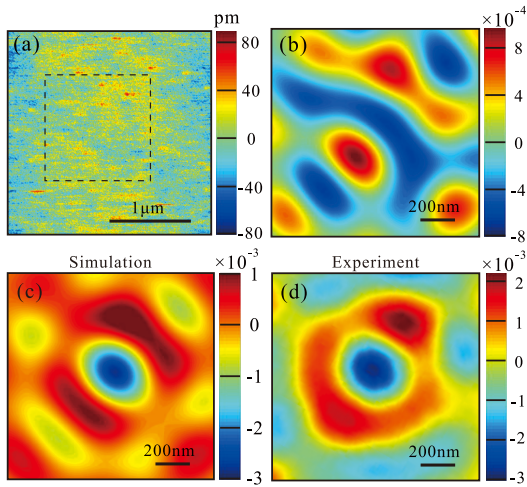 pm
×10⁻⁴
(a)
80
40
0
-40
-80
1μm
(b)
8
4
0
-4
-8
200nm
Simulation
×10⁻³
Experiment
×10⁻³
(c)
1
0
-1
-2
-3
200nm
(d)
2
1
0
-1
-2
-3
200nm